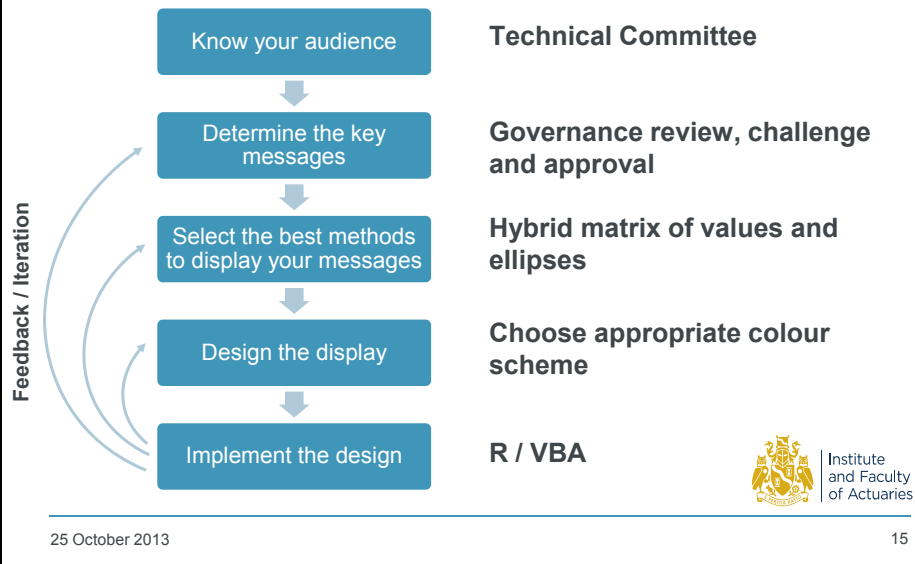 Know your audience
Technical Committee
Determine the key
messages
Governance review, challenge
and approval
Select the best methods
to display your messages
Hybrid matrix of values and
ellipses
Design the display
Choose appropriate colour
scheme
Implement the design
R / VBA
Feedback / Iteration
Institute
and Faculty
of Actuaries
25 October 2013
15